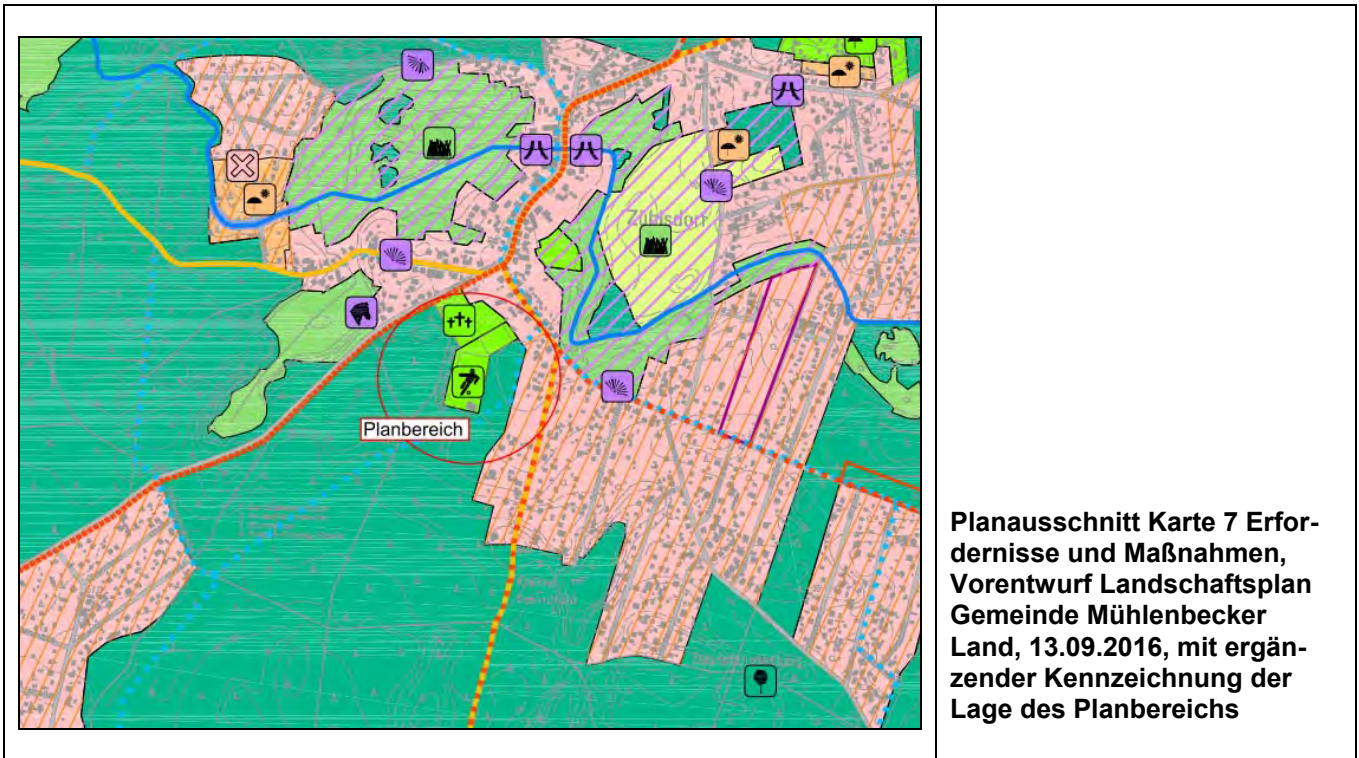 Zühlsdorf
Planbereich
Planausschnitt Karte 7 Erfor-
dernisse und Maßnahmen,
Vorentwurf Landschaftsplan
Gemeinde Mühlenbecker
Land, 13.09.2016, mit ergän-
zender Kennzeichnung der
Lage des Planbereichs